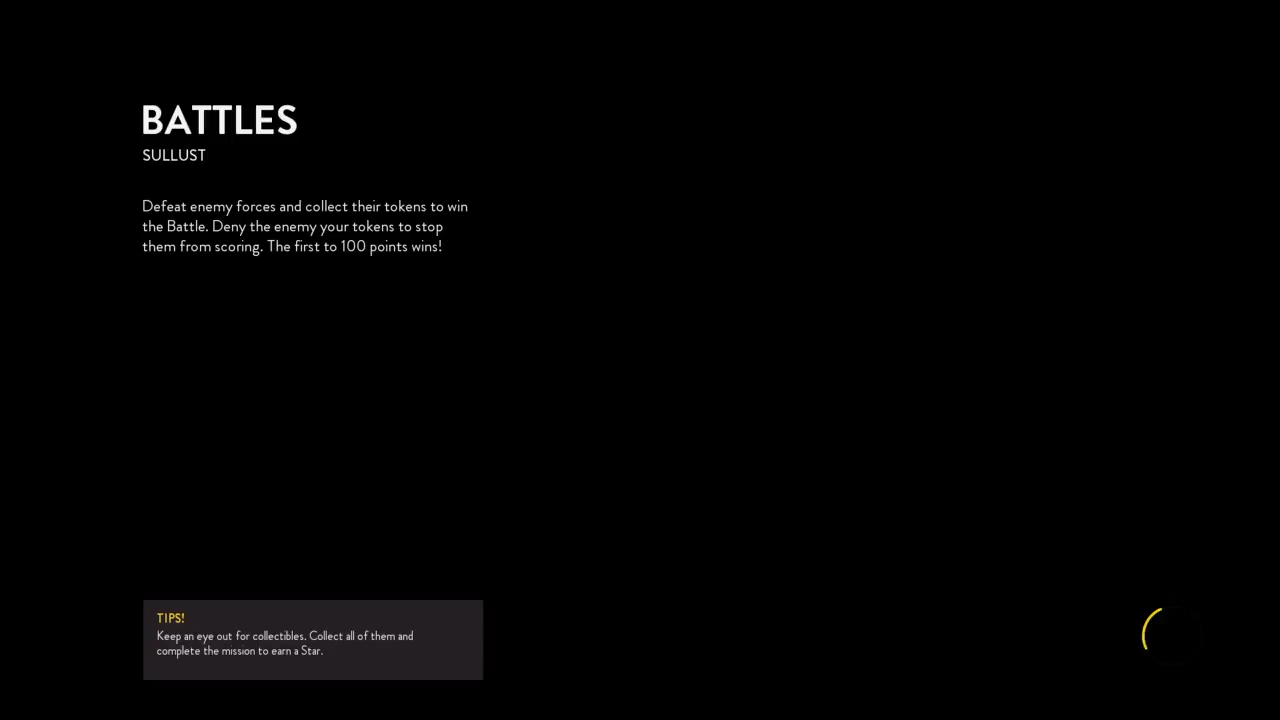 BATTLES
SULLUST
Defeat enemy forces and collect their tokens to win
the Battle. Deny the enemy your tokens to stop
them from scoring. The first to 100 points wins!
TIPS!
Keep an eye out for collectibles. Collect all of them and
complete the mission to earn a Star.